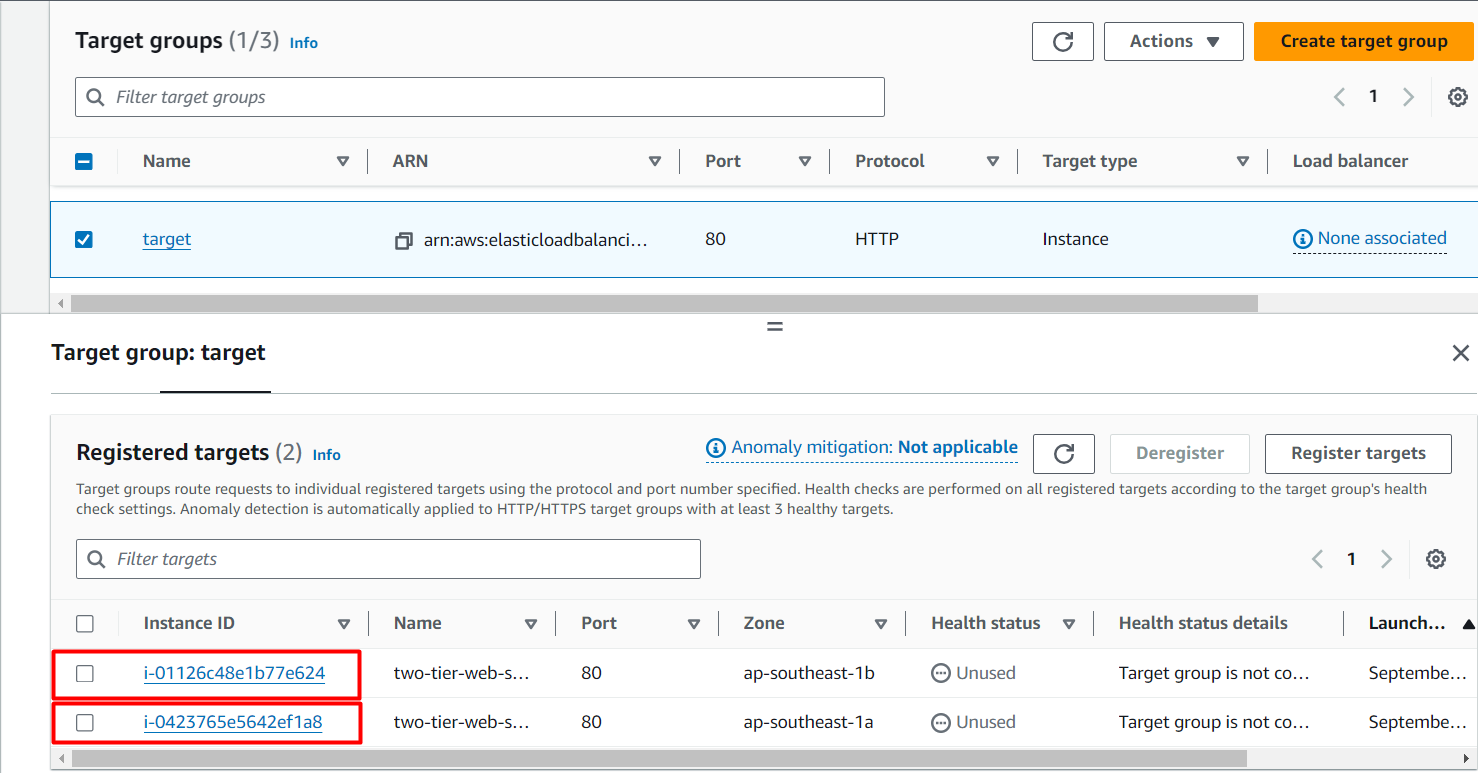 Target groups (1/3) Info
Actions
Create target group
Filter target groups
1
Name ARN Port Protocol Target type Load balancer
target arn:aws:elasticloadbalanci... 80 HTTP Instance None associated
Target group: target
Registered targets (2) Info
Anomaly mitigation: Not applicable
Deregister
Register targets
Target groups route requests to individual registered targets using the protocol and port number specified. Health checks are performed on all registered targets according to the target group's health
check settings. Anomaly detection is automatically applied to HTTP/HTTPS target groups with at least 3 healthy targets.
Filter targets
1
Instance ID Name Port Zone Health status Health status details Launch...
i-01126c48e1b77e624 two-tier-web-s... 80 ap-southeast-1b Unused Target group is not co... Septembe...
i-0423765e5642ef1a8 two-tier-web-s... 80 ap-southeast-1a Unused Target group is not co... Septembe...